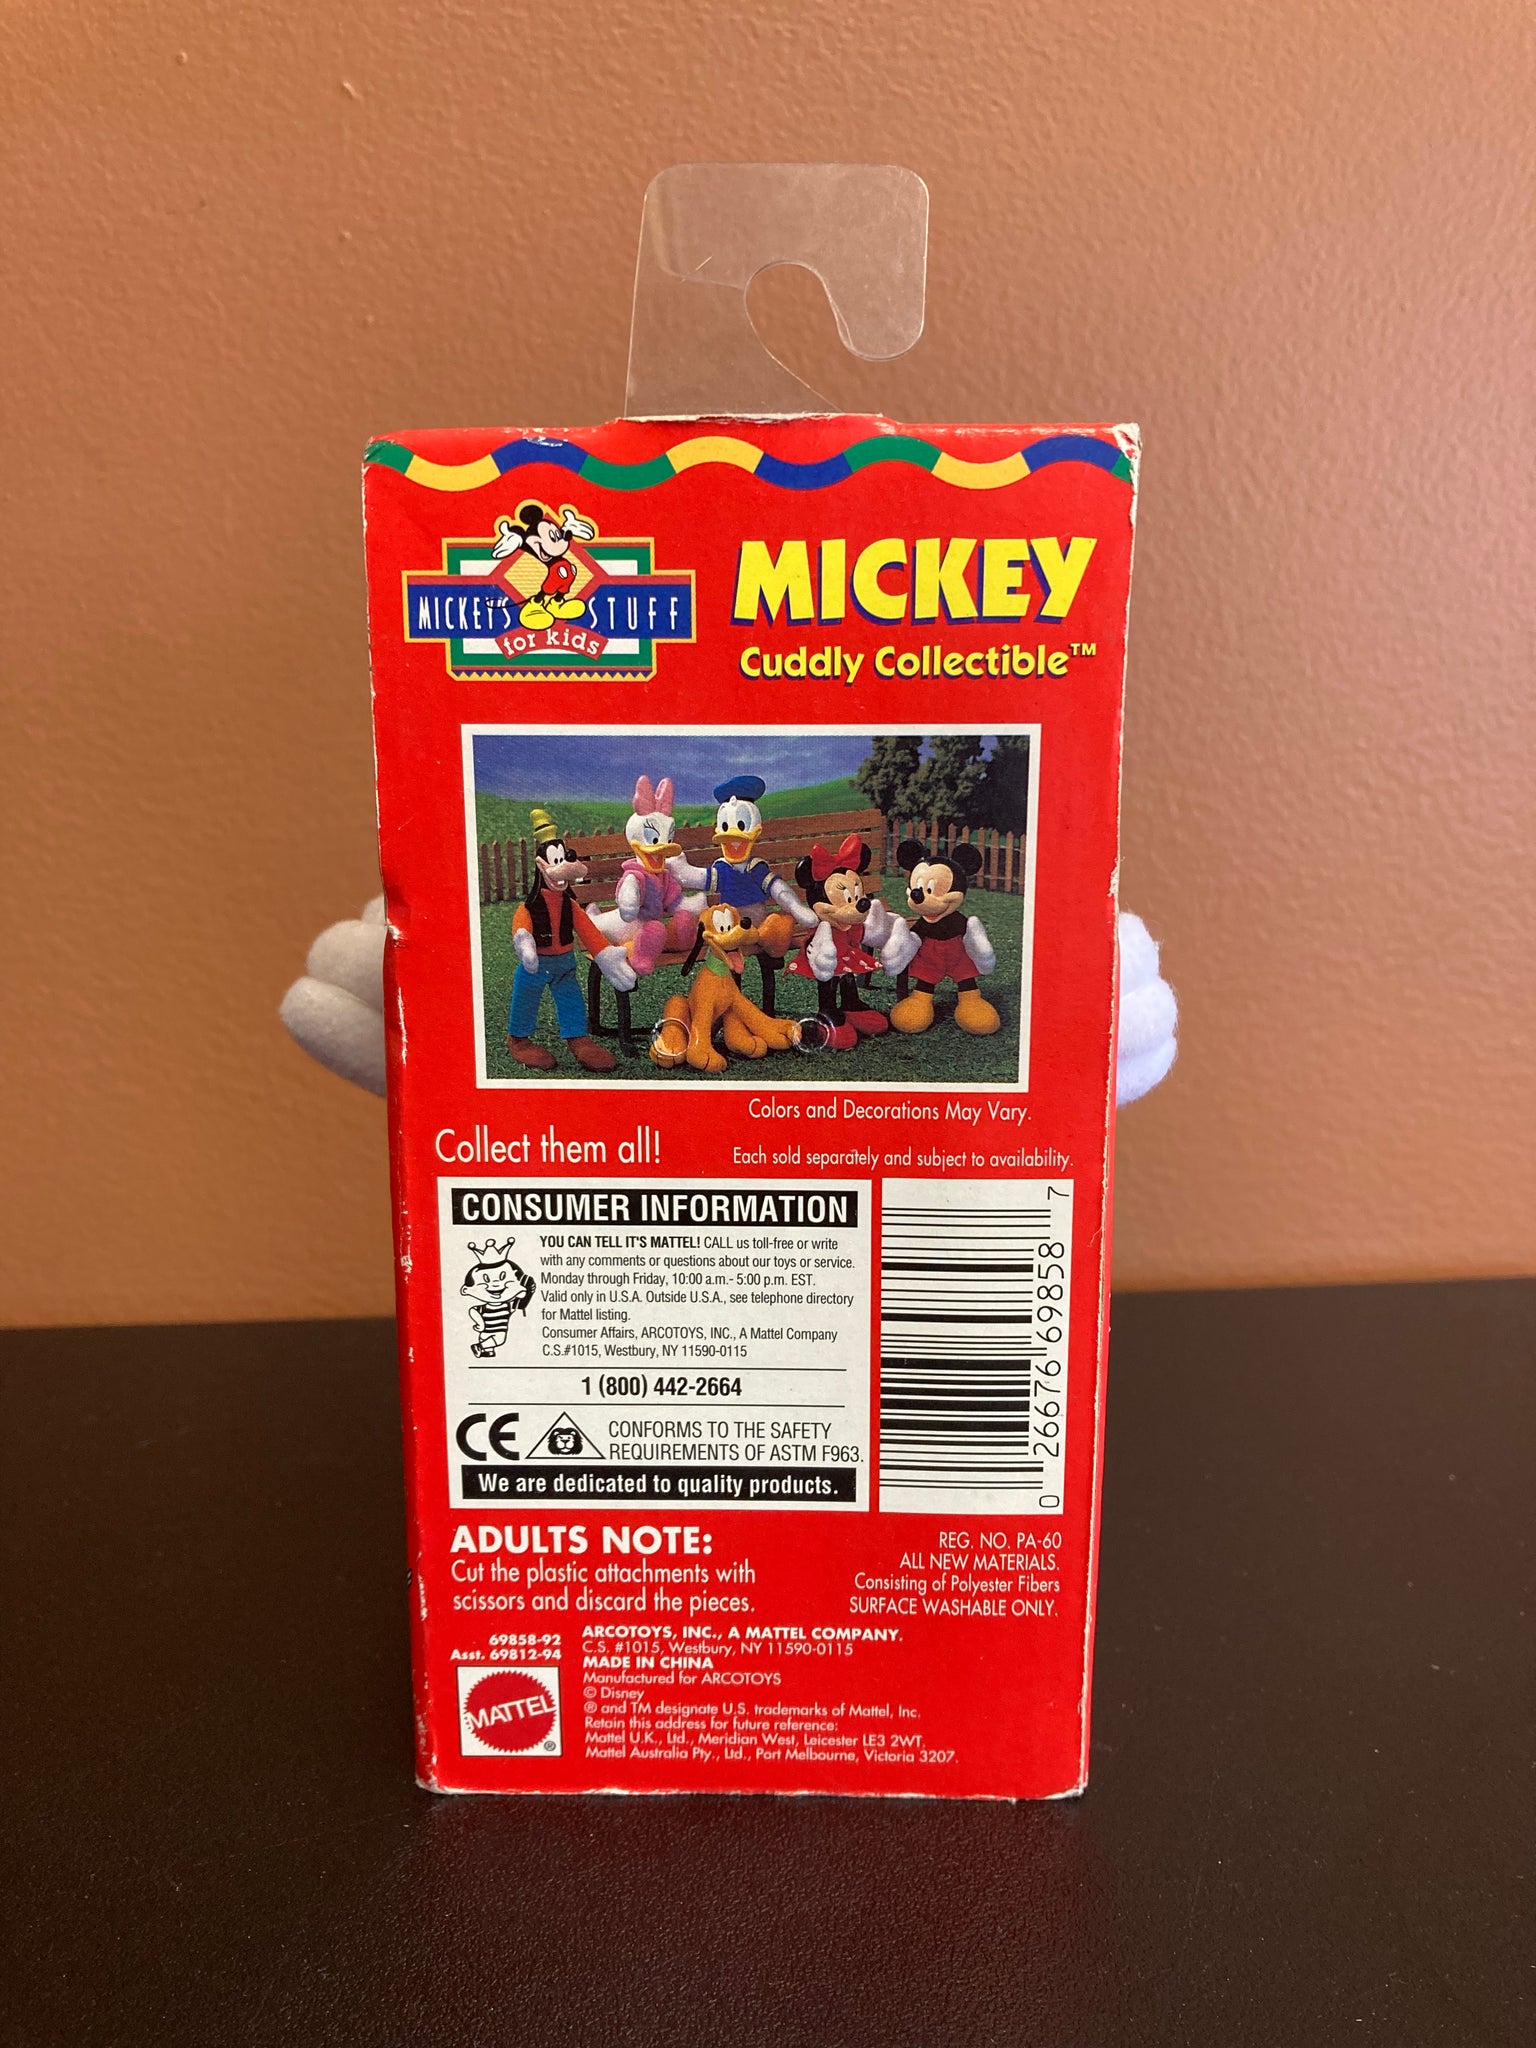 MICKEY'S STUFF
for kids
MICKEY
Cuddly Collectible™
Colors and Decorations May Vary.
Collect them all!
Each sold separately and subject to availability.
CONSUMER INFORMATION
YOU CAN TELL IT'S MATTEL! CALL us toll-free or write
with any comments or questions about our toys or service.
Monday through Friday, 10:00 a.m.- 5:00 p.m. EST.
Valid only in U.S.A. Outside U.S.A., see telephone directory
for Mattel listing.
Consumer Affairs, ARCOTOYS, INC., A Mattel Company
C.S.#1015, Westbury, NY 11590-0115
1 (800) 442-2664
CE
CONFORMS TO THE SAFETY
REQUIREMENTS OF ASTM F963.
We are dedicated to quality products.
0 26676 69858 7
ADULTS NOTE:
Cut the plastic attachments with
scissors and discard the pieces.
REG. NO. PA-60
ALL NEW MATERIALS.
Consisting of Polyester Fibers
SURFACE WASHABLE ONLY.
69858-92
Asst. 69812-94
MATTEL
®
ARCOTOYS, INC., A MATTEL COMPANY.
C.S. #1015, Westbury, NY 11590-0115
MADE IN CHINA
Manufactured for ARCOTOYS
© Disney
® and TM designate U.S. trademarks of Mattel, Inc.
Retain this address for future reference:
Mattel U.K., Ltd., Meridian West, Leicester LE3 2WT.
Mattel Australia Pty., Ltd., Port Melbourne, Victoria 3207.